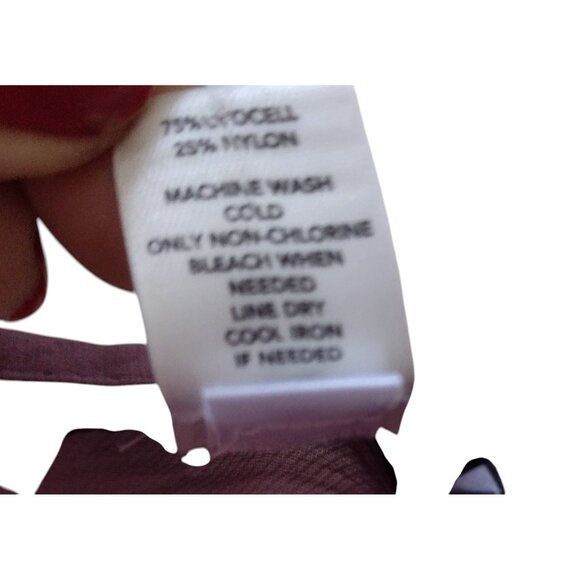 75% LYOCELL
25% NYLON
MACHINE WASH
COLD
ONLY NON-CHLORINE
BLEACH WHEN
NEEDED
LINE DRY
COOL IRON
IF NEEDED